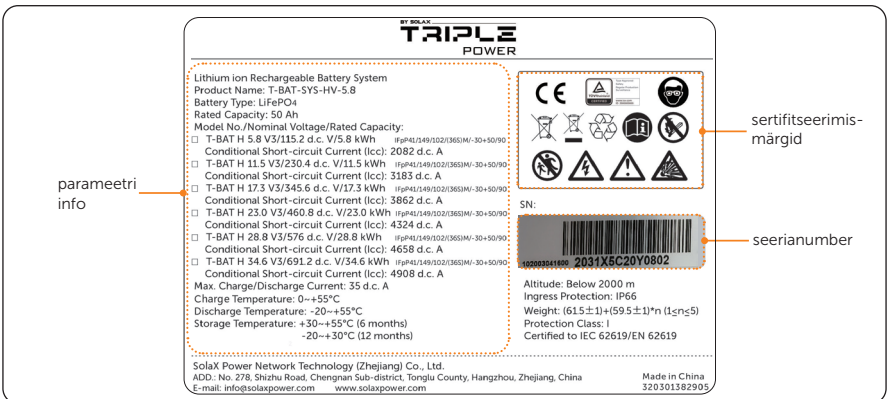 BY SOLAX
TRIPLE
POWER
Lithium ion Rechargeable Battery System
Product Name: T-BAT-SYS-HV-5.8
Battery Type: LiFePO4
Rated Capacity: 50 Ah
Model No./Nominal Voltage/Rated Capacity:
□ T-BAT H 5.8 V3/115.2 d.c. V/5.8 kWh IFpP41/149/102/(36S)M/-30+50/90
Conditional Short-circuit Current (Icc): 2082 d.c. A
□ T-BAT H 11.5 V3/230.4 d.c. V/11.5 kWh IFpP41/149/102/(36S)M/-30+50/90
Conditional Short-circuit Current (Icc): 3183 d.c. A
□ T-BAT H 17.3 V3/345.6 d.c. V/17.3 kWh IFpP41/149/102/(36S)M/-30+50/90
Conditional Short-circuit Current (Icc): 3862 d.c. A
□ T-BAT H 23.0 V3/460.8 d.c. V/23.0 kWh IFpP41/149/102/(36S)M/-30+50/90
Conditional Short-circuit Current (Icc): 4324 d.c. A
□ T-BAT H 28.8 V3/576 d.c. V/28.8 kWh IFpP41/149/102/(36S)M/-30+50/90
Conditional Short-circuit Current (Icc): 4658 d.c. A
□ T-BAT H 34.6 V3/691.2 d.c. V/34.6 kWh IFpP41/149/102/(36S)M/-30+50/90
Conditional Short-circuit Current (Icc): 4908 d.c. A
Max. Charge/Discharge Current: 35 d.c. A
Charge Temperature: 0~+55°C
Discharge Temperature: -20~+55°C
Storage Temperature: +30~+55°C (6 months)
-20~+30°C (12 months)
parameetri
info
CE
sertifitseerimis-
märgid
SN:
102003041600 2031X5C20Y0802
seerianumber
Altitude: Below 2000 m
Ingress Protection: IP66
Weight: (61.5±1)+(59.5±1)*n (1≤n≤5)
Protection Class: I
Certified to IEC 62619/EN 62619
SolaX Power Network Technology (Zhejiang) Co., Ltd.
ADD.: No. 278, Shizhu Road, Chengnan Sub-district, Tonglu County, Hangzhou, Zhejiang, China
E-mail: info@solaxpower.com www.solaxpower.com
Made in China
320301382905